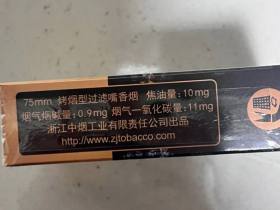 75mm 烤烟型过滤嘴香烟 焦油量:10mg
烟气烟碱量:0.9mg 烟气一氧化碳量:11mg
浙江中烟工业有限责任公司出品
http://www.zjtobacco.com